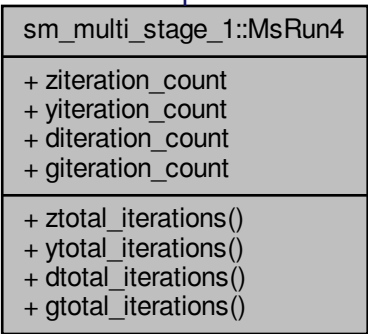 sm_multi_stage_1::MsRun4
+ ziteration_count
+ yiteration_count
+ diteration_count
+ giteration_count
+ ztotal_iterations()
+ ytotal_iterations()
+ dtotal_iterations()
+ gtotal_iterations()